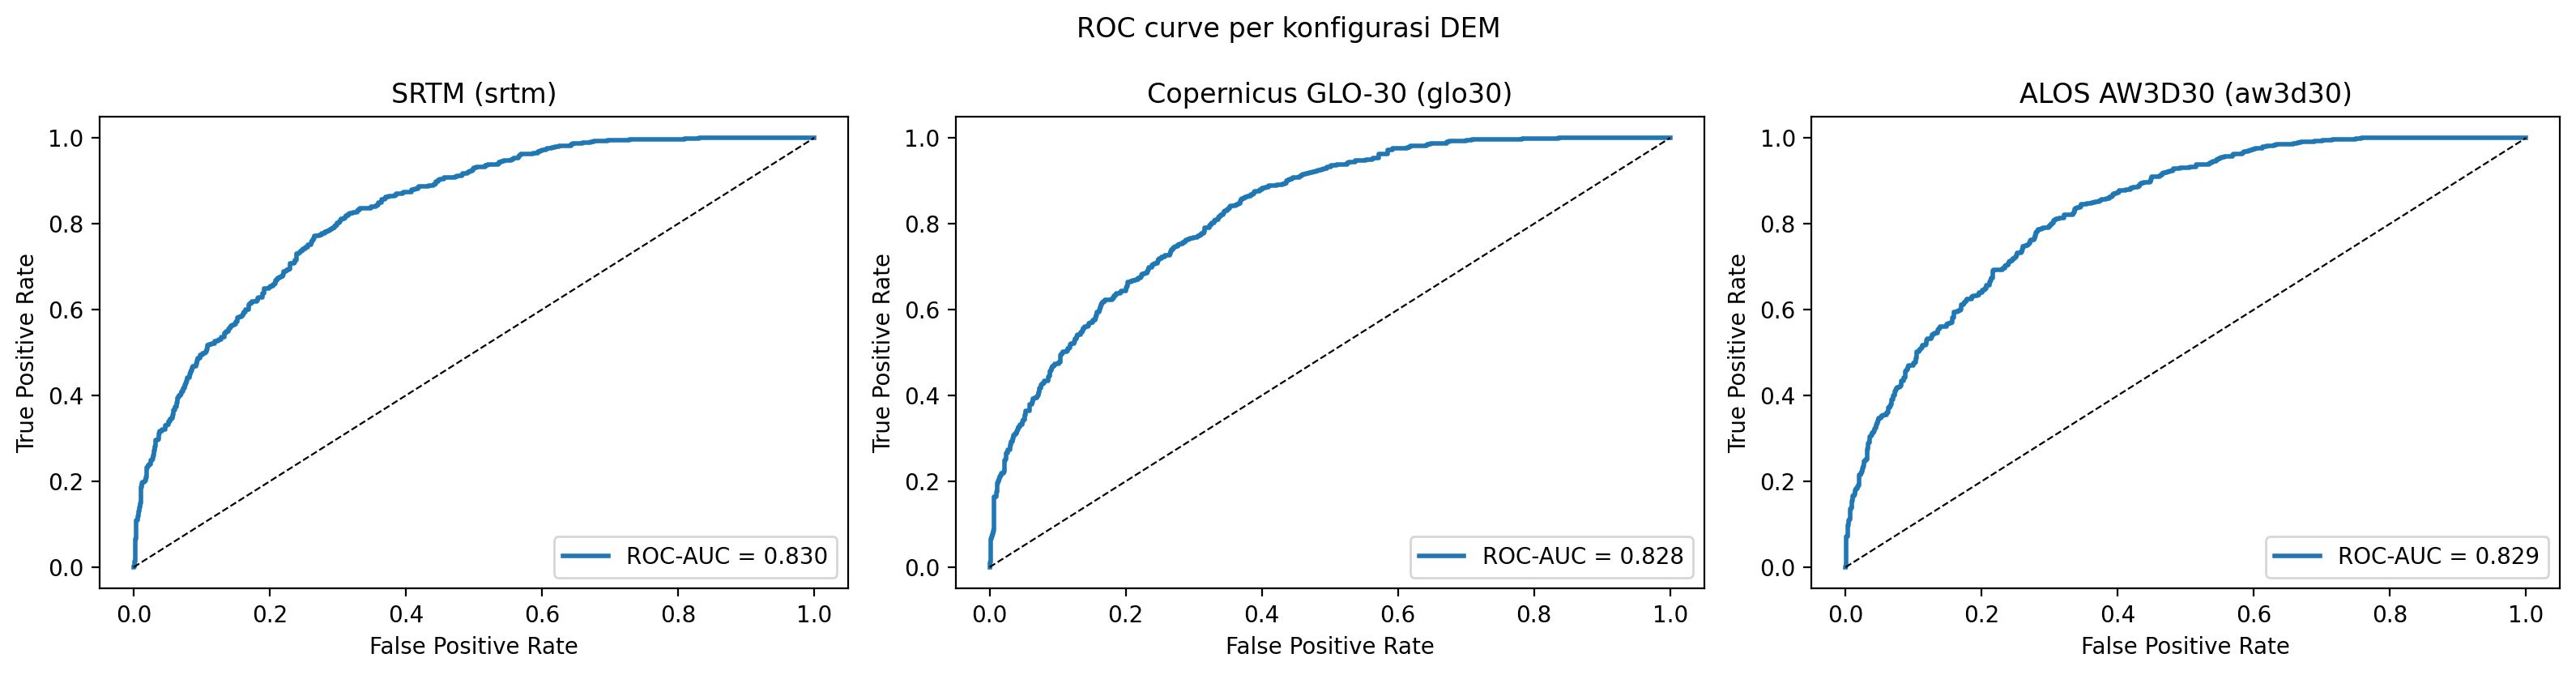 ROC curve per konfigurasi DEM
SRTM (srtm)
1.0
0.8
0.6
0.4
0.2
0.0
True Positive Rate
0.0 0.2 0.4 0.6 0.8 1.0
False Positive Rate
ROC-AUC = 0.830
Copernicus GLO-30 (glo30)
1.0
0.8
0.6
0.4
0.2
0.0
True Positive Rate
0.0 0.2 0.4 0.6 0.8 1.0
False Positive Rate
ROC-AUC = 0.828
ALOS AW3D30 (aw3d30)
1.0
0.8
0.6
0.4
0.2
0.0
True Positive Rate
0.0 0.2 0.4 0.6 0.8 1.0
False Positive Rate
ROC-AUC = 0.829